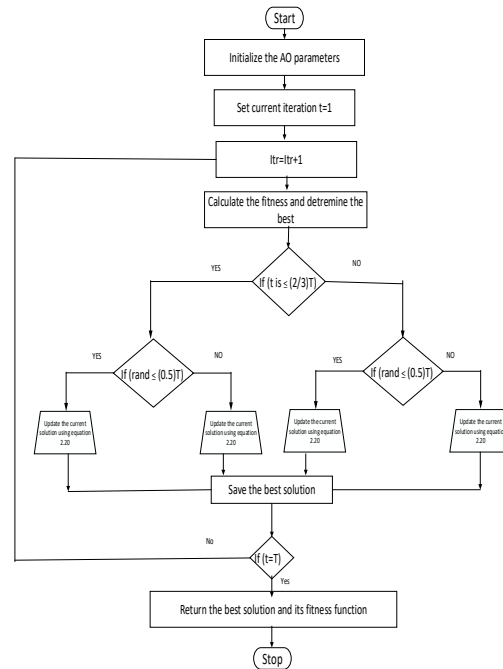 Start
Initialize the AO parameters
Set current iteration t=1
Itr=Itr+1
Calculate the fitness and detremine the
best
YES
NO
If (t is ≤ (2/3)T)
YES
If (rand ≤ (0.5)T)
NO
YES
If (rand ≤ (0.5)T)
NO
Update the current
solution using equation
2.20
Update the current
solution using equation
2.20
Update the current
solution using equation
2.20
Update the current
solution using equation
2.20
Save the best solution
No
If (t=T)
Yes
Return the best solution and its fitness function
Stop